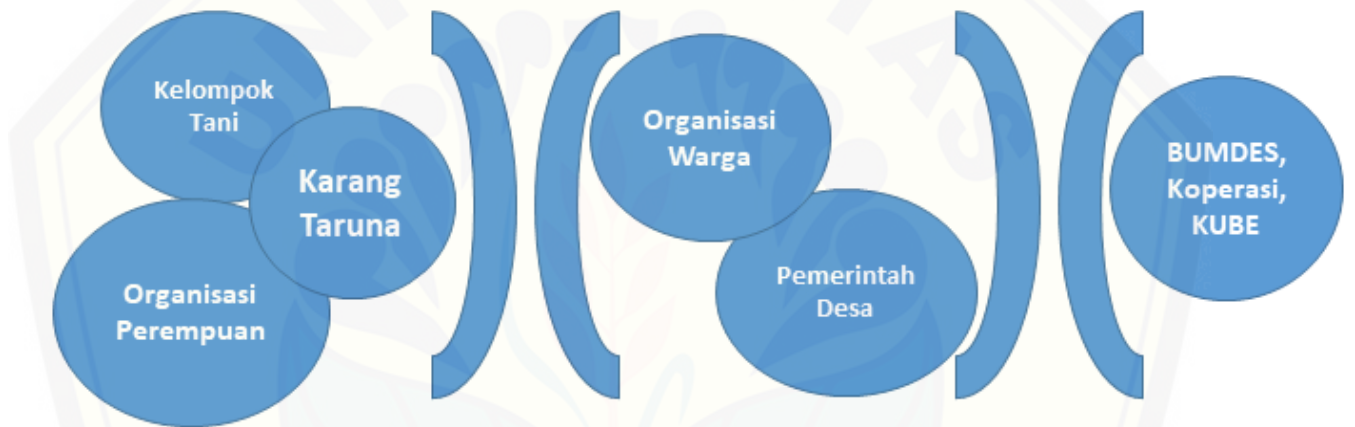 Kelompok
Tani
Karang
Taruna
Organisasi
Perempuan
Organisasi
Warga
Pemerintah
Desa
BUMDES,
Koperasi,
KUBE